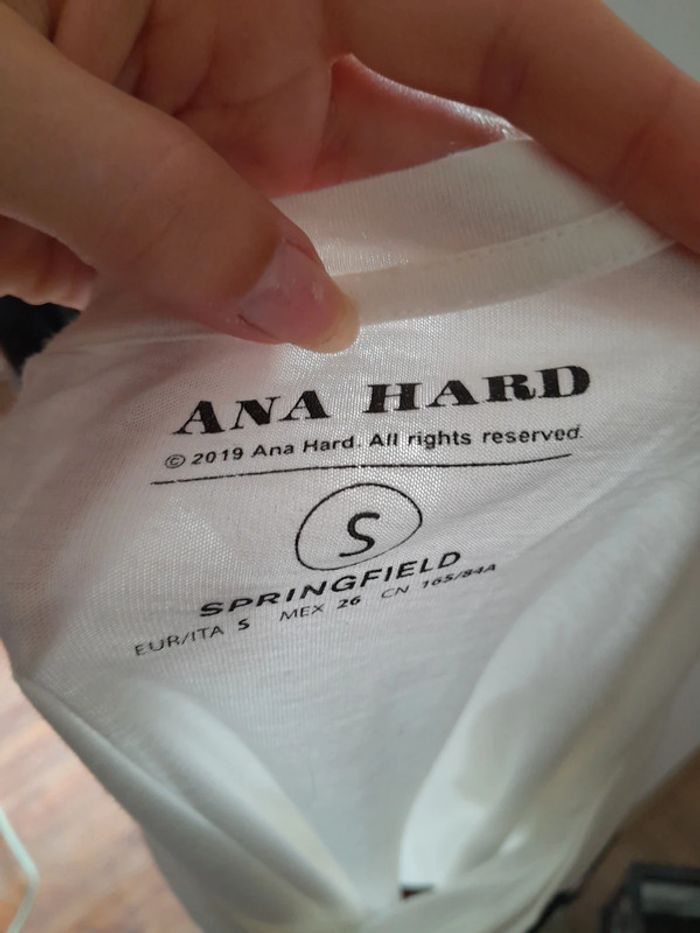 ANA HARD
© 2019 Ana Hard. All rights reserved.
S
SPRINGFIELD
EUR/ITA S MEX 26 CN 165/84A